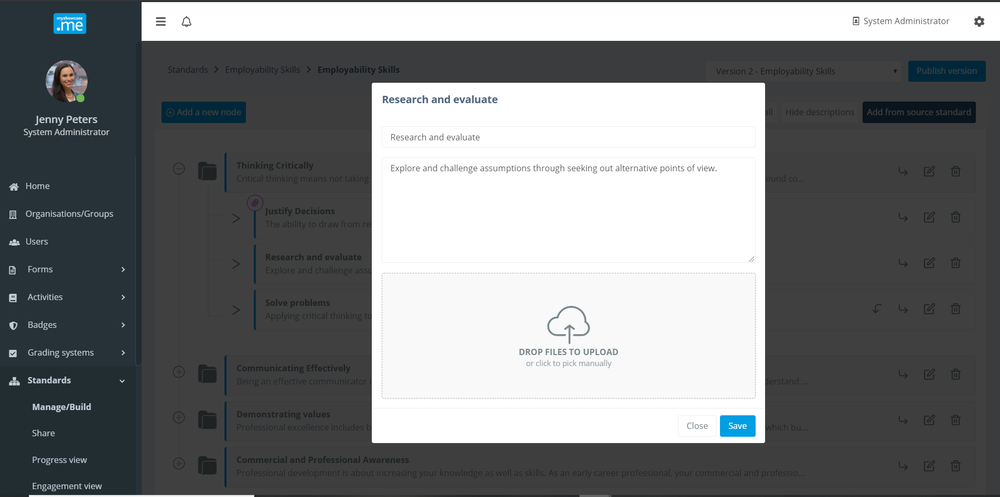 myshowcase
.me
System Administrator
Jenny Peters
System Administrator
Home
Organisations/Groups
Users
Forms
Activities
Badges
Grading systems
Standards
Manage/Build
Share
Progress view
Engagement view
Standards > Employability Skills > Employability Skills
Version 2 - Employability Skills
Publish version
Add a new node
all
Hide descriptions
Add from source standard
Thinking Critically
Critical thinking means not taking
ound co...
Justify Decisions
The ability to draw from re
Research and evaluate
Explore and challenge assu
Solve problems
Applying critical thinking to
Communicating Effectively
Being an effective communicator i
derstand ...
Demonstrating values
Professional excellence includes b
which bu...
Commercial and Professional Awareness
Professional development is about increasing your knowledge as well as skills. As an early career professional, your commercial and professio...
Research and evaluate
Research and evaluate
Explore and challenge assumptions through seeking out alternative points of view.
DROP FILES TO UPLOAD
or click to pick manually
Close
Save